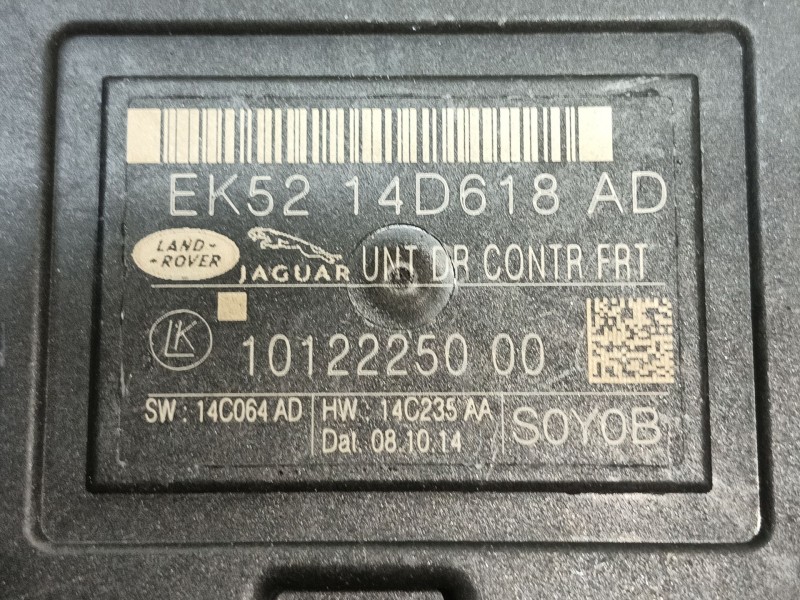 EK52 14D618 AD
LAND-
-ROVER
JAGUAR UNT DR CONTR FRT
LK 10122250 00
SW : 14C064 AD HW : 14C235 AA
Dat. 08.10.14
SOYOB